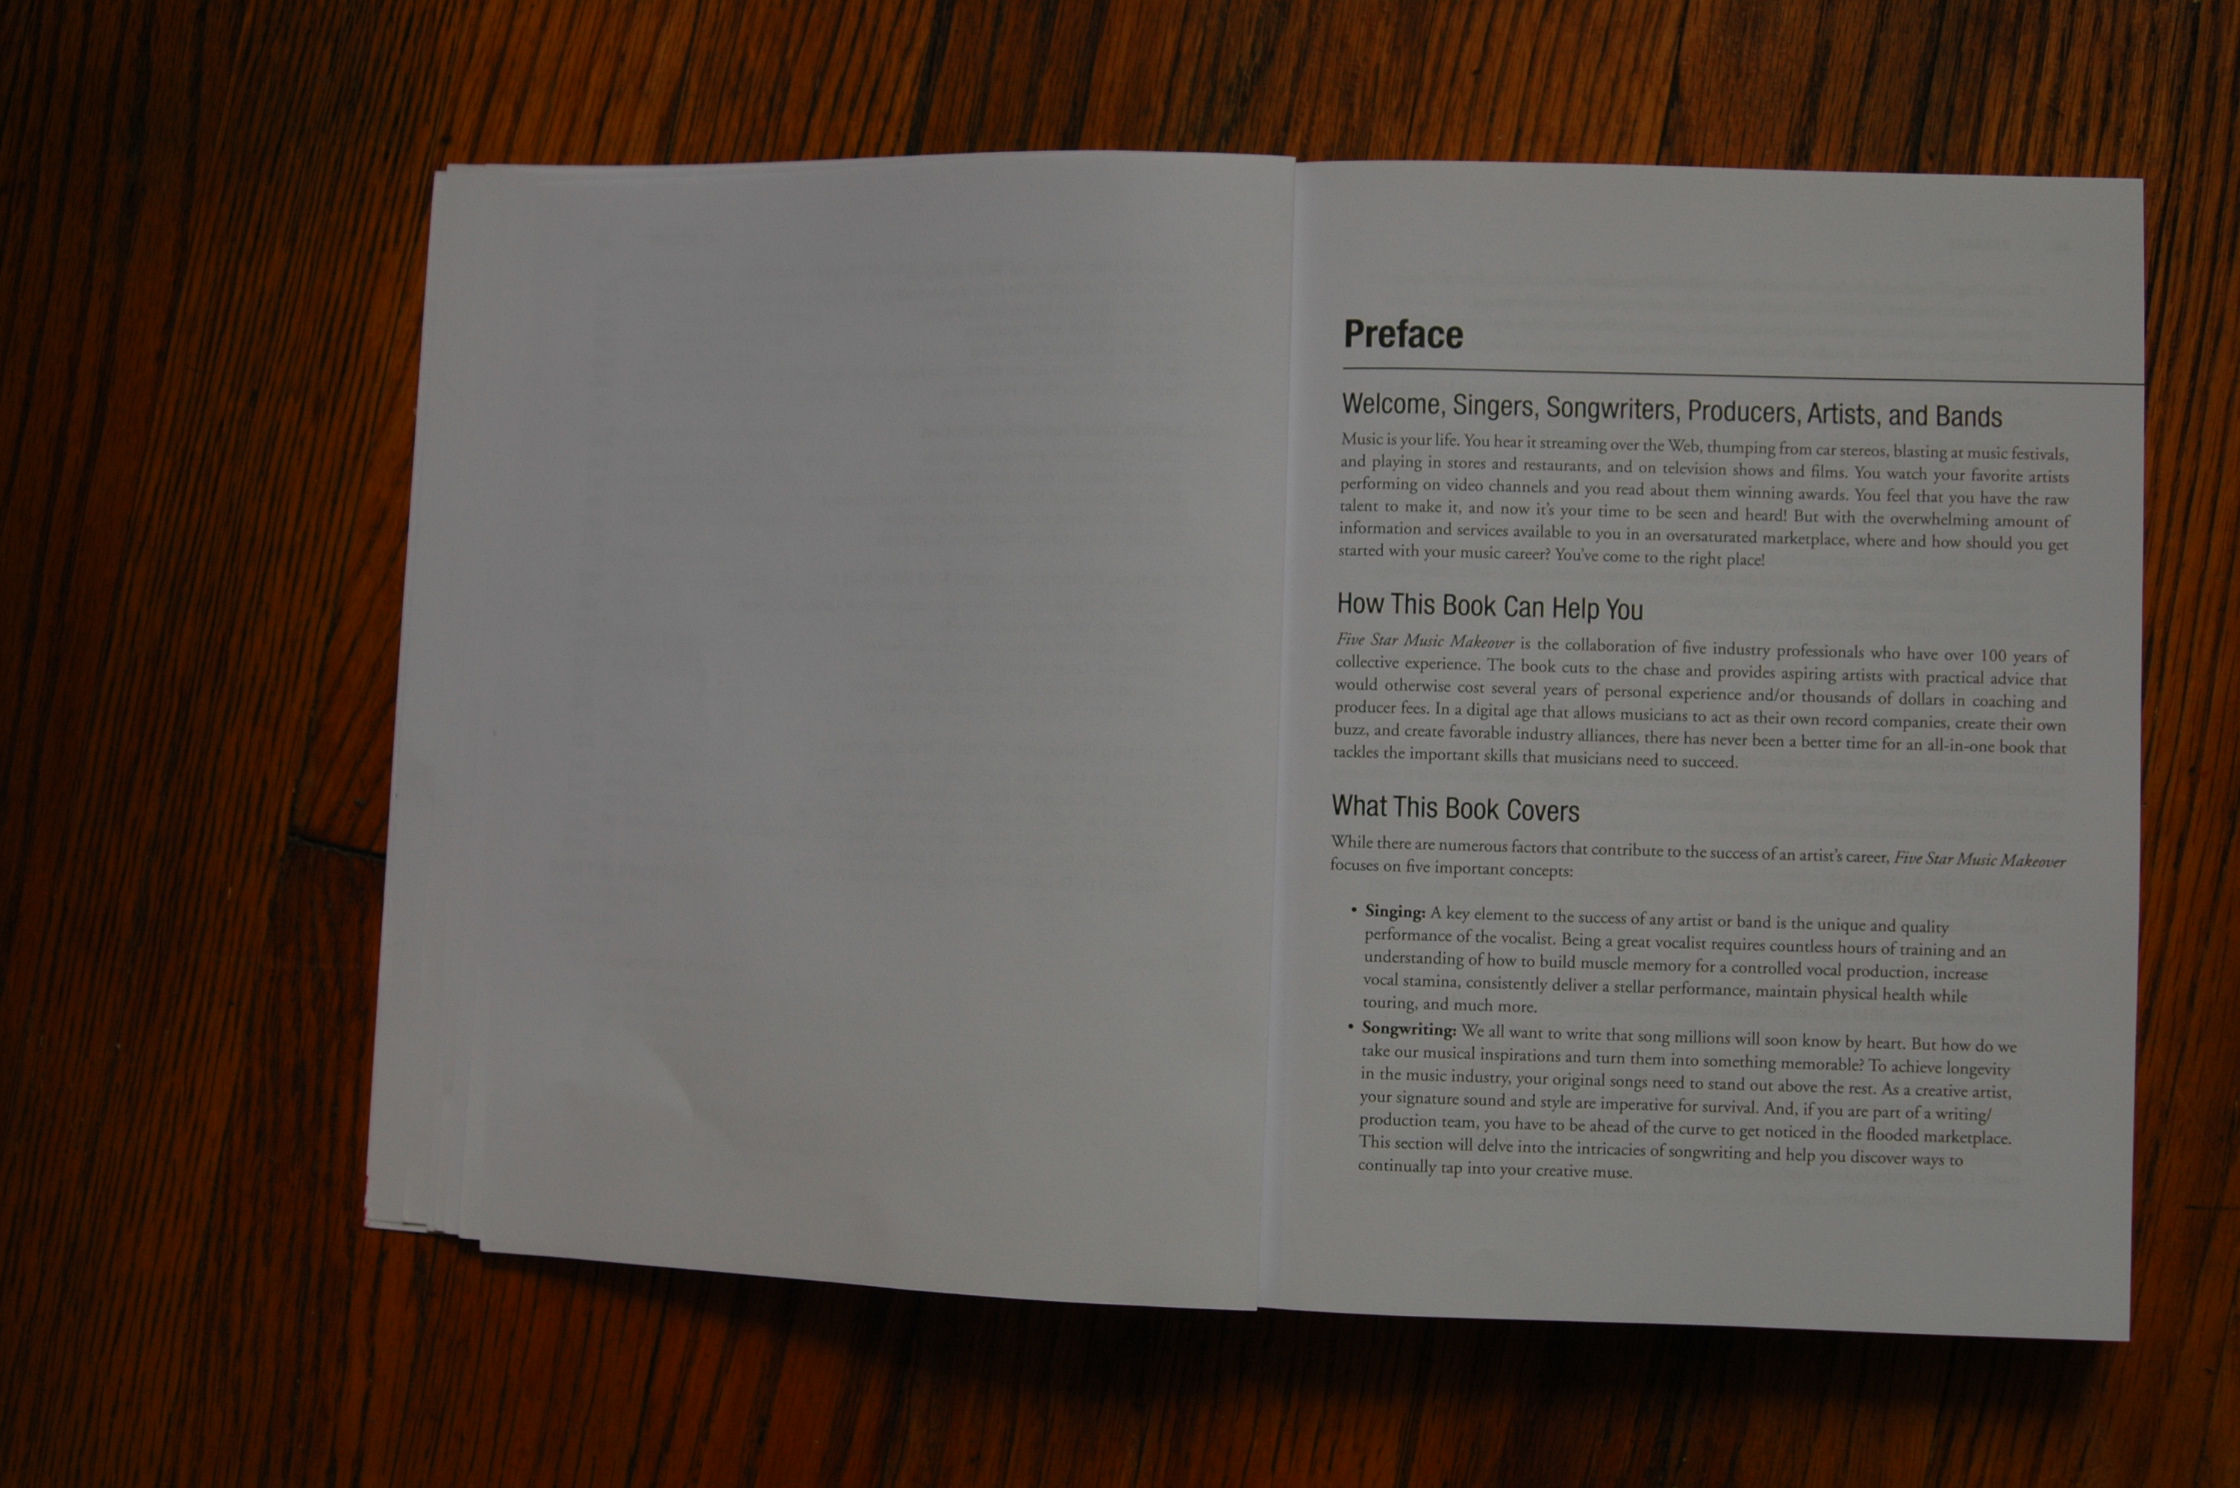 Preface
Welcome, Singers, Songwriters, Producers, Artists, and Bands
Music is your life. You hear it streaming over the Web, thumping from car stereos, blasting at music festivals,
and playing in stores and restaurants, and on television shows and films. You watch your favorite artists
performing on video channels and you read about them winning awards. You feel that you have the raw
talent to make it, and now it's your time to be seen and heard! But with the overwhelming amount of
information and services available to you in an oversaturated marketplace, where and how should you get
started with your music career? You've come to the right place!
How This Book Can Help You
Five Star Music Makeover is the collaboration of five industry professionals who have over 100 years of
collective experience. The book cuts to the chase and provides aspiring artists with practical advice that
would otherwise cost several years of personal experience and/or thousands of dollars in coaching and
producer fees. In a digital age that allows musicians to act as their own record companies, create their own
buzz, and create favorable industry alliances, there has never been a better time for an all-in-one book that
tackles the important skills that musicians need to succeed.
What This Book Covers
While there are numerous factors that contribute to the success of an artist's career, Five Star Music Makeover
focuses on five important concepts:
• Singing: A key element to the success of any artist or band is the unique and quality
performance of the vocalist. Being a great vocalist requires countless hours of training and an
understanding of how to build muscle memory for a controlled vocal production, increase
vocal stamina, consistently deliver a stellar performance, maintain physical health while
touring, and much more.
• Songwriting: We all want to write that song millions will soon know by heart. But how do we
take our musical inspirations and turn them into something memorable? To achieve longevity
in the music industry, your original songs need to stand out above the rest. As a creative artist,
your signature sound and style are imperative for survival. And, if you are part of a writing/
production team, you have to be ahead of the curve to get noticed in the flooded marketplace.
This section will delve into the intricacies of songwriting and help you discover ways to
continually tap into your creative muse.